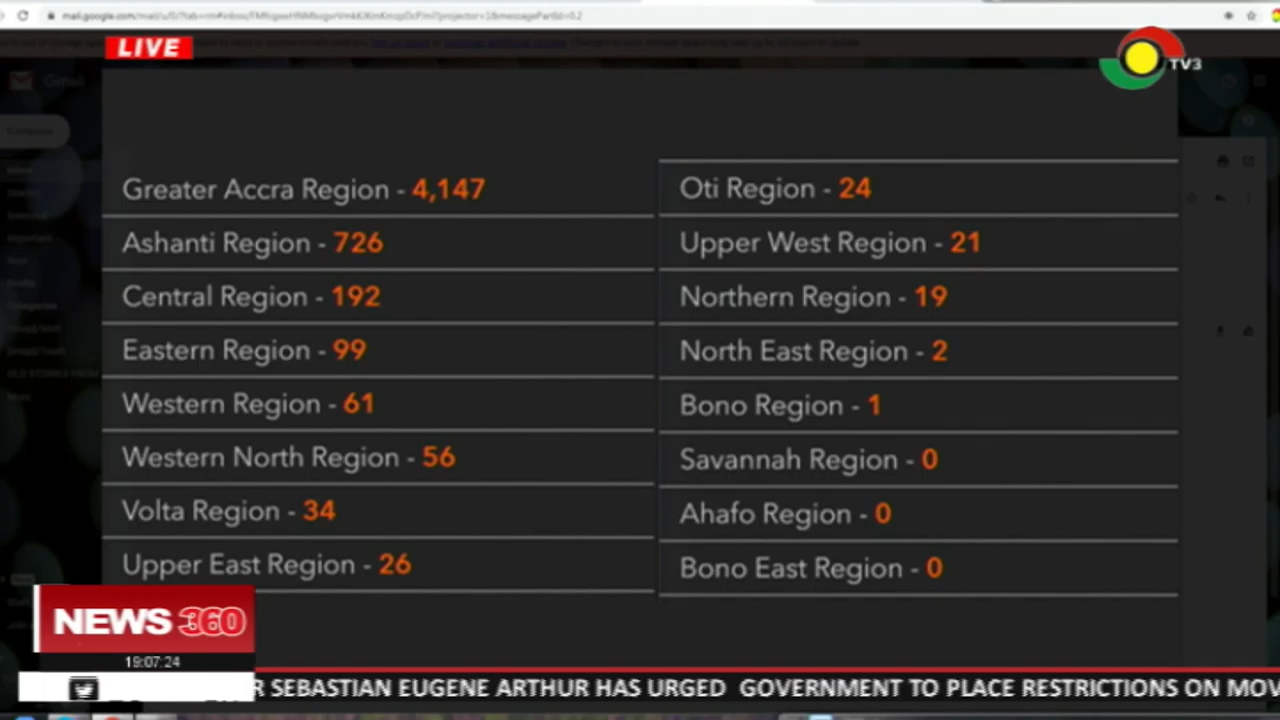 LIVE
TV3
Greater Accra Region - 4,147
Ashanti Region - 726
Central Region - 192
Eastern Region - 99
Western Region - 61
Western North Region - 56
Volta Region - 34
Upper East Region - 26
Oti Region - 24
Upper West Region - 21
Northern Region - 19
North East Region - 2
Bono Region - 1
Savannah Region - 0
Ahafo Region - 0
Bono East Region - 0
NEWS 360
19:07:24
R SEBASTIAN EUGENE ARTHUR HAS URGED GOVERNMENT TO PLACE RESTRICTIONS ON MOV
Gmail
Compose